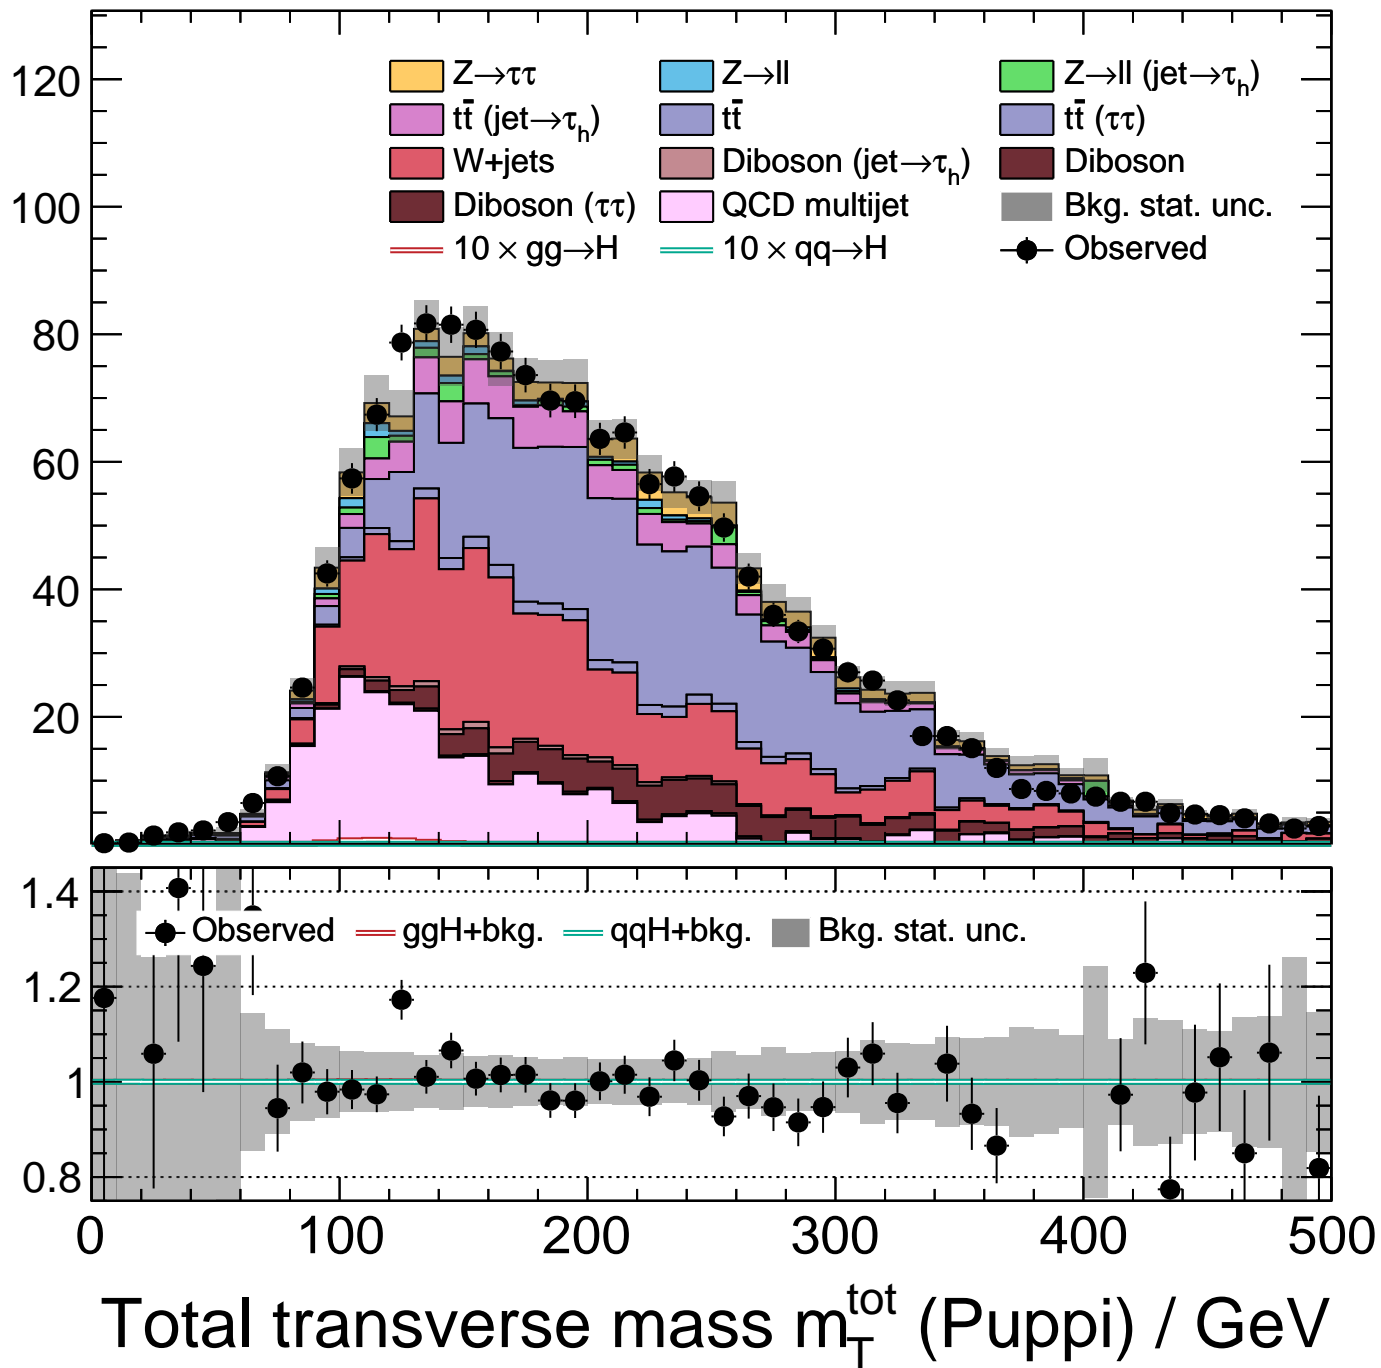 120
100
80
60
40
20
Z→ττ Z→ll Z→ll (jet→τh)
tt̄ (jet→τh) tt̄ tt̄ (ττ)
W+jets Diboson (jet→τh) Diboson
Diboson (ττ) QCD multijet Bkg. stat. unc.
10 × gg→H 10 × qq→H Observed
1.4
1.2
1
0.8
Observed ggH+bkg. qqH+bkg. Bkg. stat. unc.
0 100 200 300 400 500
Total transverse mass m_T^tot (Puppi) / GeV